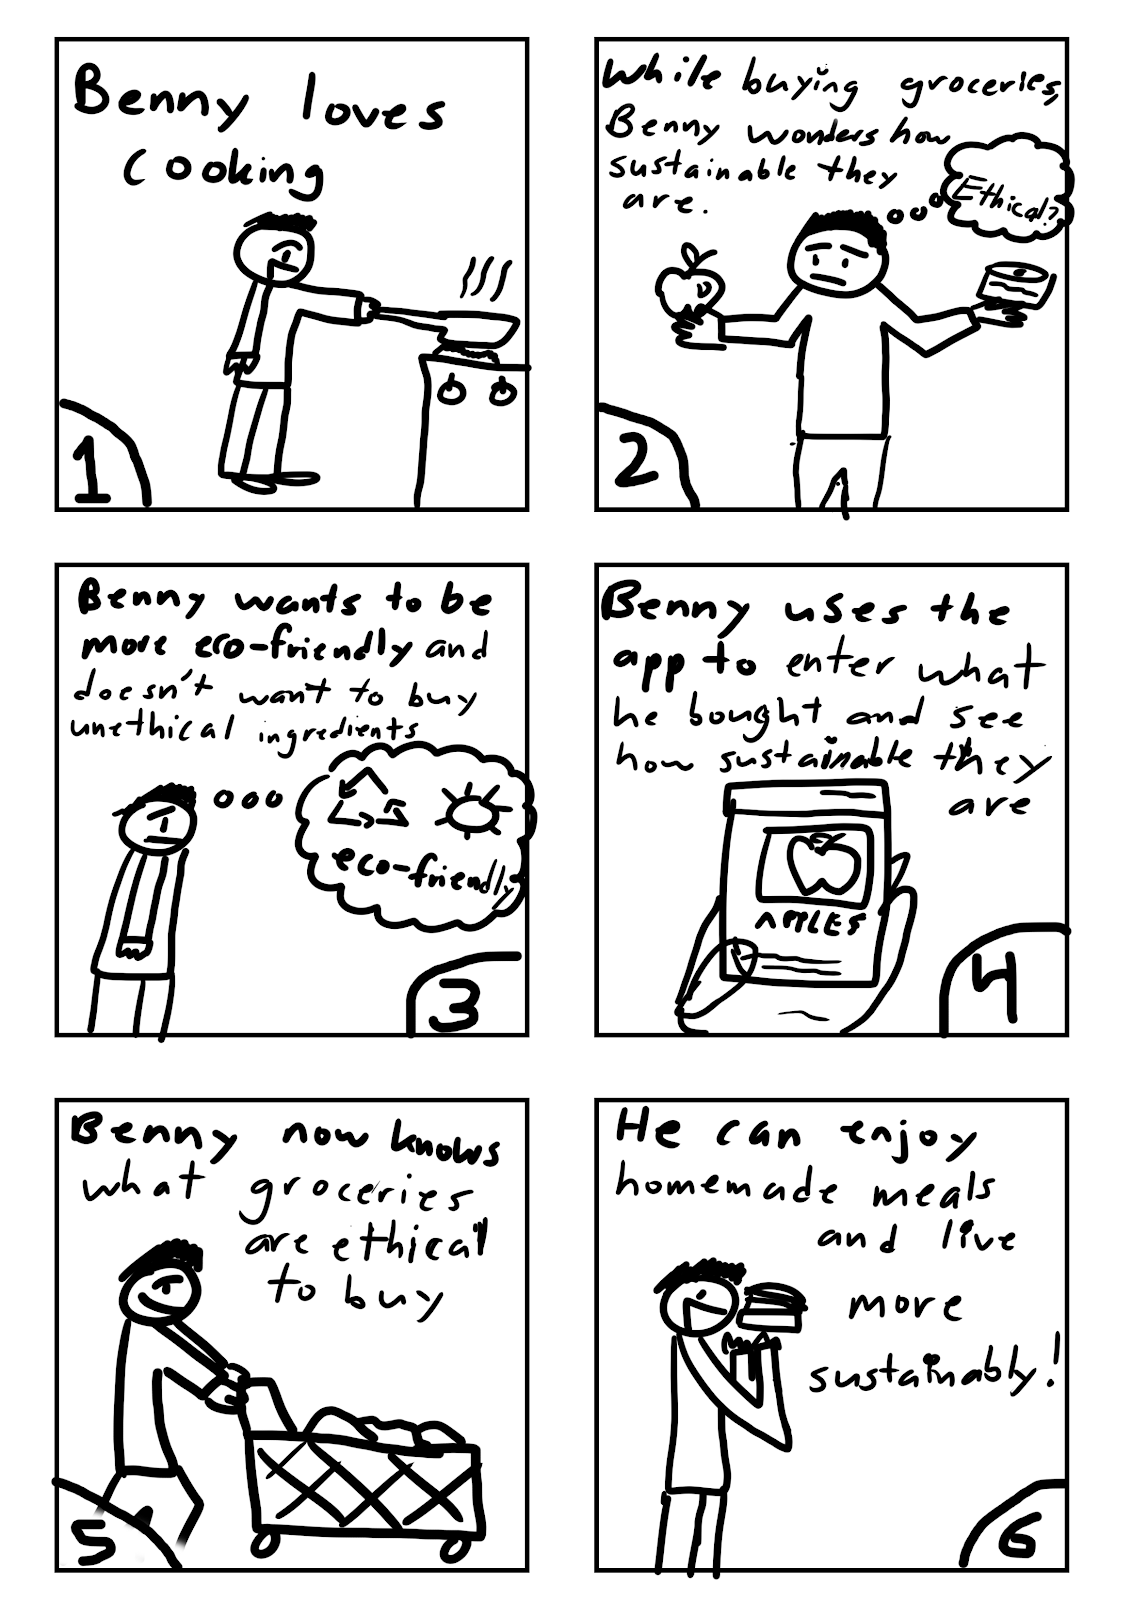 Benny loves
cooking
1
While buying groceries,
Benny wonders how
sustainable they
are.
Ethical?
2
Benny wants to be
more eco-friendly and
doesn't want to buy
unethical ingredients
eco-friendly
3
Benny uses the
app to enter what
he bought and see
how sustainable they
are
APPLES
4
Benny now knows
what groceries
are ethical
to buy
5
He can enjoy
homemade meals
and live
more
sustainably!
6